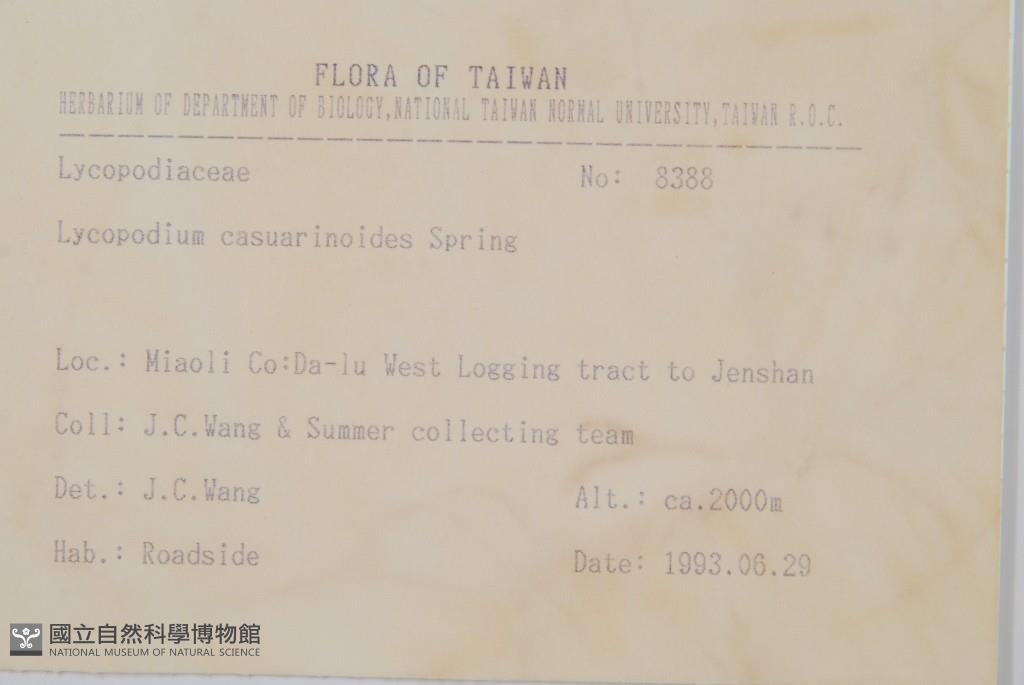 FLORA OF TAIWAN
HERBARIUM OF DEPARTMENT OF BIOLOGY,NATIONAL TAIWAN NORMAL UNIVERSITY,TAIWAN R.O.C.
Lycopodiaceae No: 8388
Lycopodium casuarinoides Spring
Loc.: Miaoli Co:Da-lu West Logging tract to Jenshan
Coll: J.C.Wang & Summer collecting team
Det.: J.C.Wang Alt.: ca.2000m
Hab.: Roadside Date: 1993.06.29
國立自然科學博物館
NATIONAL MUSEUM OF NATURAL SCIENCE